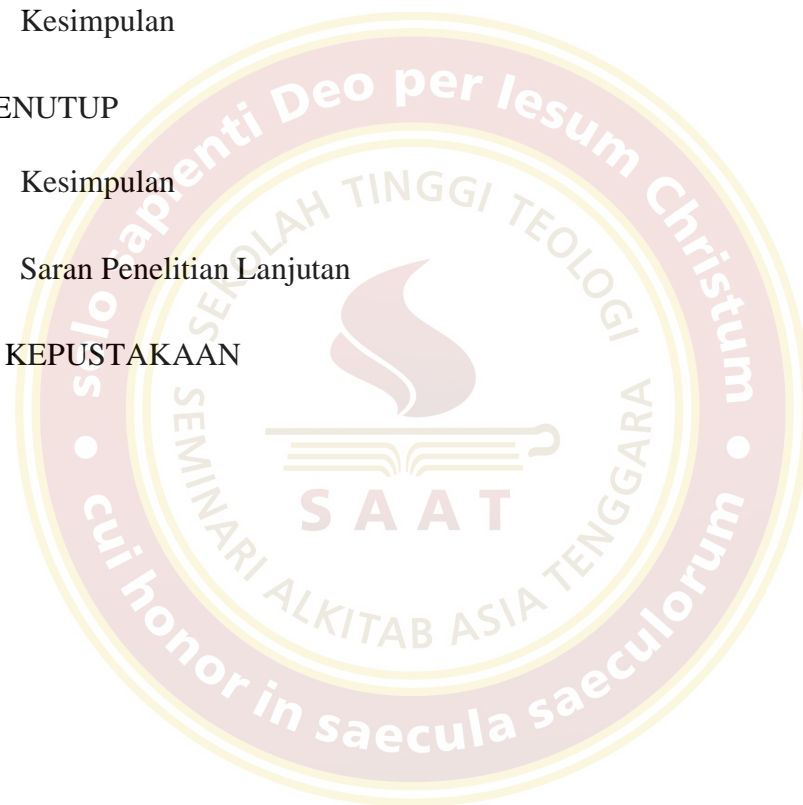 Kesimpulan
ENUTUP
Kesimpulan
Saran Penelitian Lanjutan
KEPUSTAKAAN
solo sapienti Deo per Iesum Christum
SEKOLAH TINGGI TEOLOGI
SEMINARI ALKITAB ASIA TENGGARA
SAAT
cui honor in saecula saeculorum